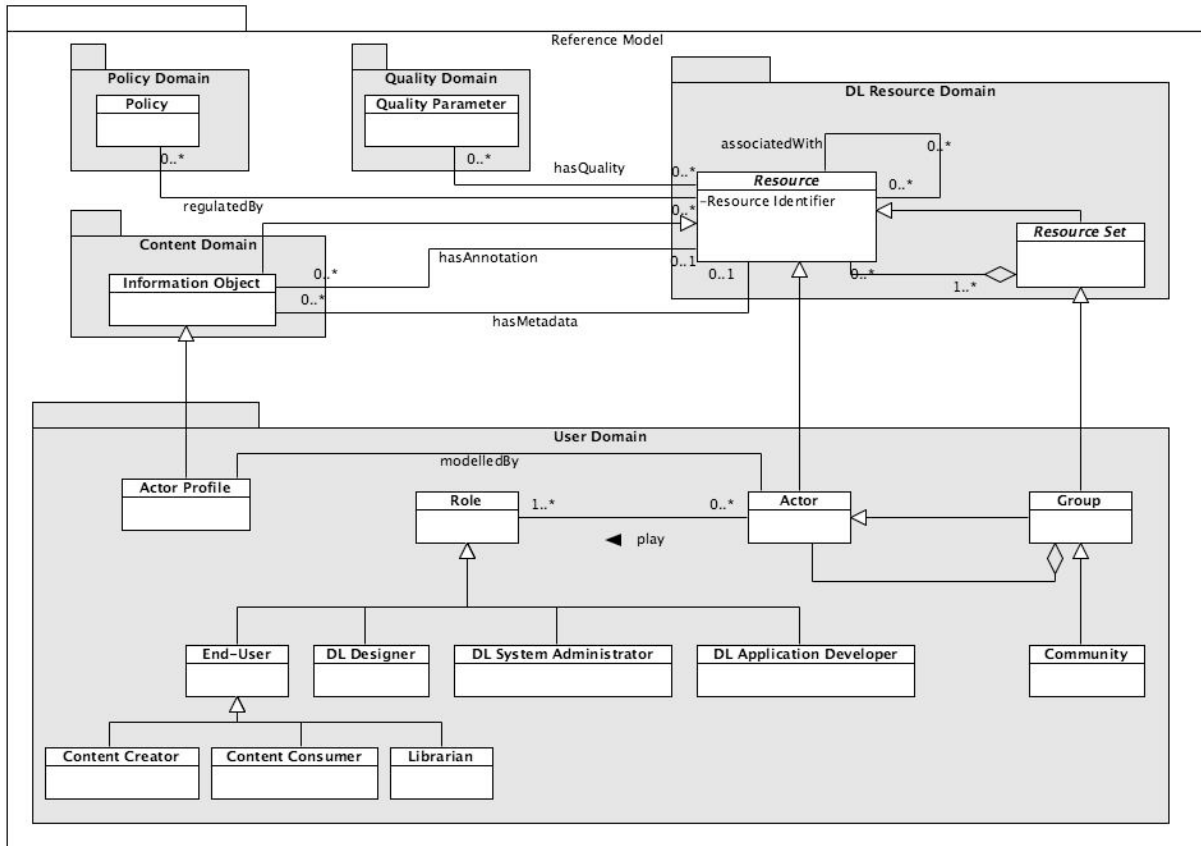 Reference Model
Policy Domain
Quality Domain
DL Resource Domain
Policy
Quality Parameter
associatedWith
0..*
0..*
0..*
hasQuality
0..*
Resource
0..*
-Resource Identifier
regulatedBy
0..*
Content Domain
Resource Set
hasAnnotation
0..1
0..1
0..*
0..*
Information Object
1..*
0..*
hasMetadata
User Domain
modelledBy
Actor Profile
Role
1..*
0..*
Actor
Group
play
End-User
DL Designer
DL System Administrator
DL Application Developer
Community
Content Creator
Content Consumer
Librarian